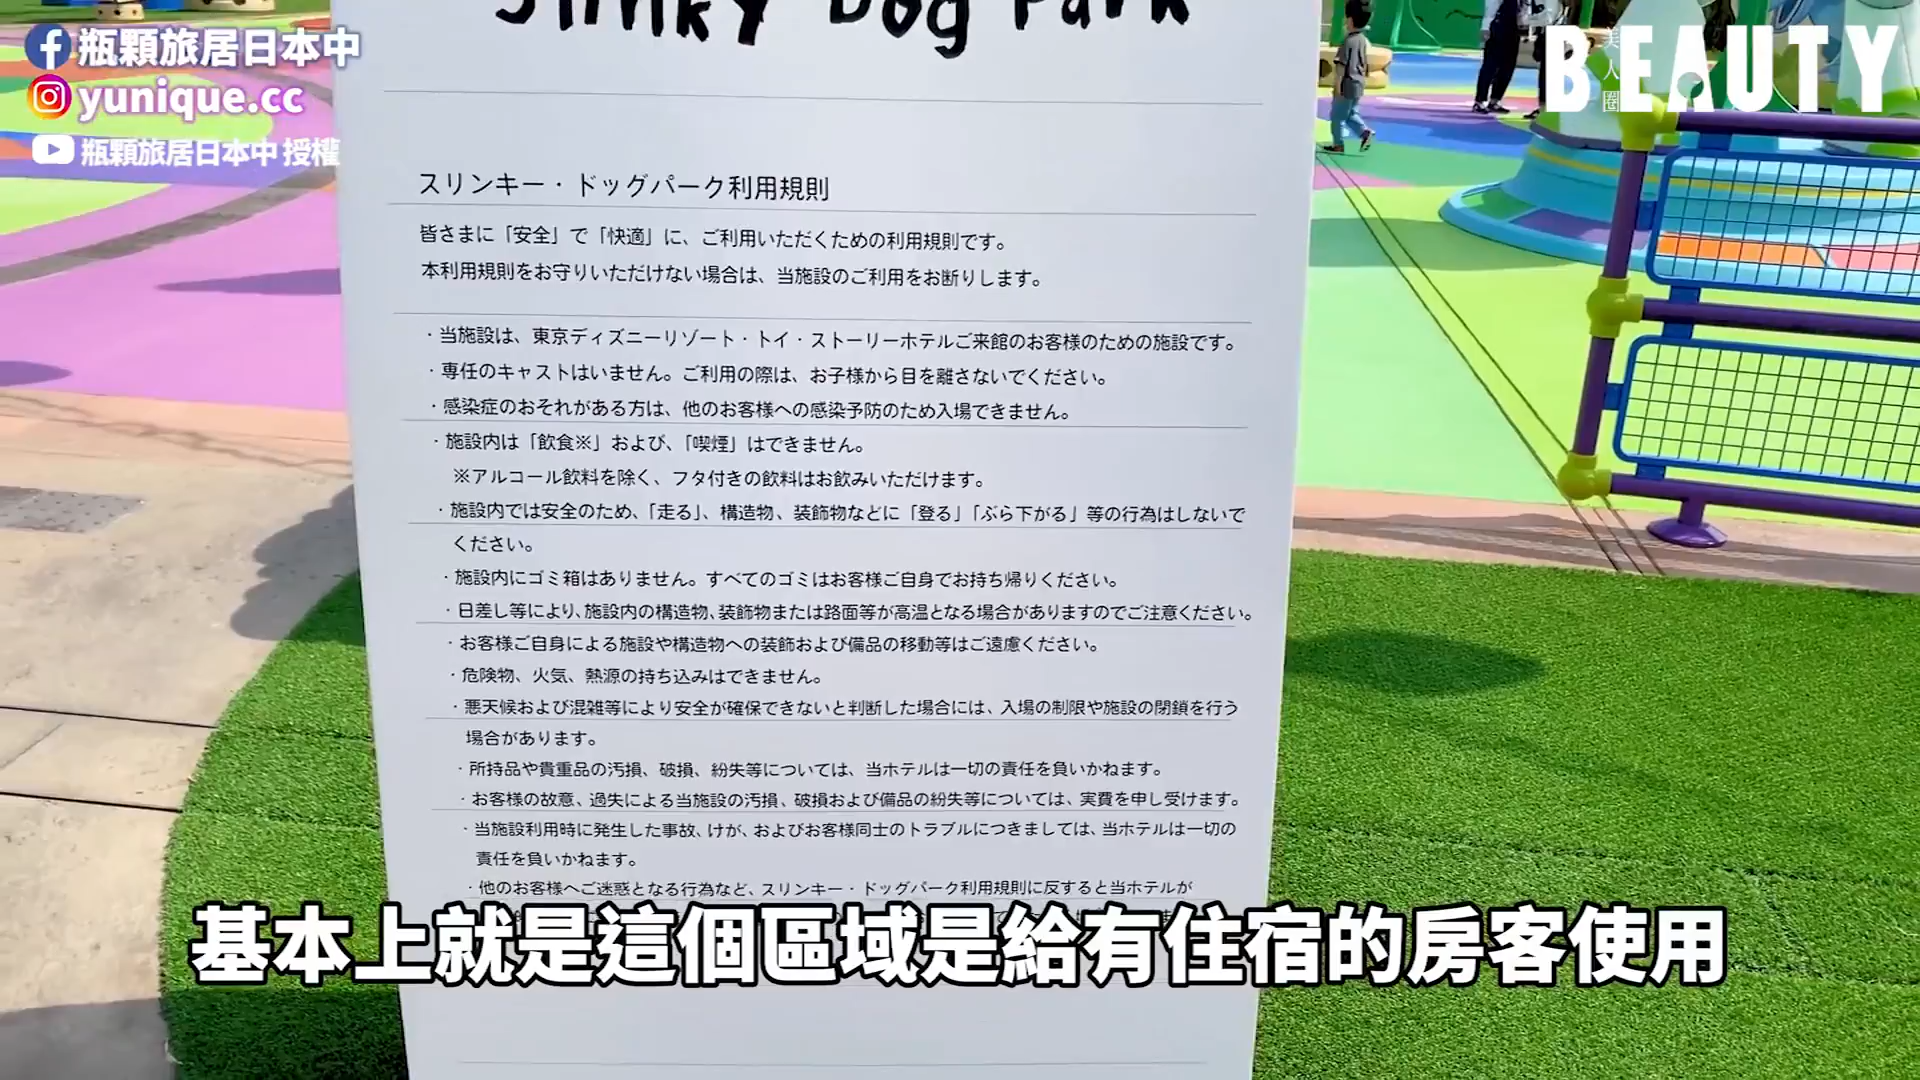 Slinky Dog Park
瓶顆旅居日本中
yunique.cc
瓶顆旅居日本中 授權
BEAUTY
美人圈
スリンキー・ドッグパーク利用規則
皆さまに「安全」で「快適」に、ご利用いただくための利用規則です。
本利用規則をお守りいただけない場合は、当施設のご利用をお断りします。
・当施設は、東京ディズニーリゾート・トイ・ストーリーホテルご来館のお客様のための施設です。
・専任のキャストはいません。ご利用の際は、お子様から目を離さないでください。
・感染症のおそれがある方は、他のお客様への感染予防のため入場できません。
・施設内は「飲食※」および、「喫煙」はできません。
※アルコール飲料を除く、フタ付きの飲料はお飲みいただけます。
・施設内では安全のため、「走る」、構造物、装飾物などに「登る」「ぶら下がる」等の行為はしないで
ください。
・施設内にゴミ箱はありません。すべてのゴミはお客様ご自身でお持ち帰りください。
・日差し等により、施設内の構造物、装飾物または路面等が高温となる場合がありますのでご注意ください。
・お客様ご自身による施設や構造物への装飾および備品の移動等はご遠慮ください。
・危険物、火気、熱源の持ち込みはできません。
・悪天候および混雑等により安全が確保できないと判断した場合には、入場の制限や施設の閉鎖を行う
場合があります。
・所持品や貴重品の汚損、破損、紛失等については、当ホテルは一切の責任を負いかねます。
・お客様の故意、過失による当施設の汚損、破損および備品の紛失等については、実費を申し受けます。
・当施設利用時に発生した事故、けが、およびお客様同士のトラブルにつきましては、当ホテルは一切の
責任を負いかねます。
・他のお客様へご迷惑となる行為など、スリンキー・ドッグパーク利用規則に反すると当ホテルが
基本上就是這個區域是給有住宿的房客使用